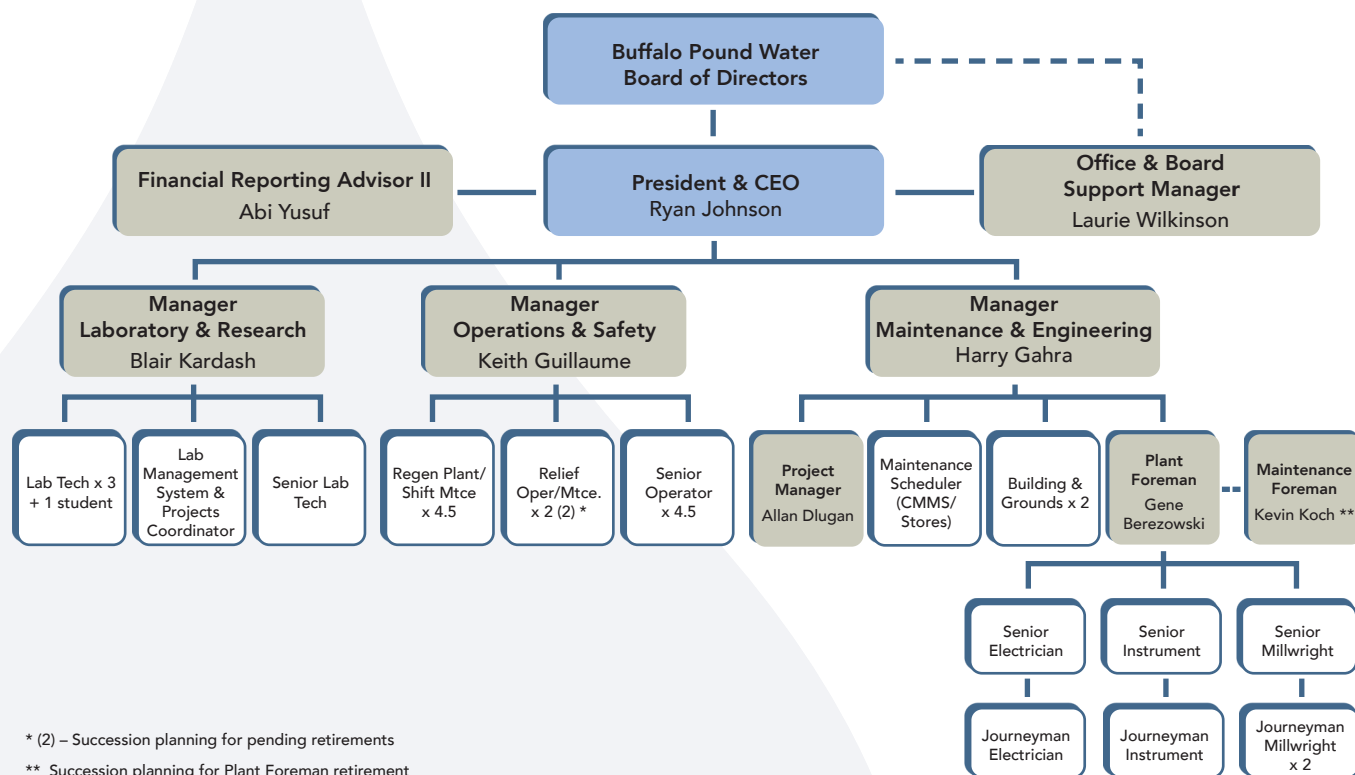 Buffalo Pound Water
Board of Directors
Financial Reporting Advisor II
Abi Yusuf
President & CEO
Ryan Johnson
Office & Board
Support Manager
Laurie Wilkinson
Manager
Laboratory & Research
Blair Kardash
Manager
Operations & Safety
Keith Guillaume
Manager
Maintenance & Engineering
Harry Gahra
Lab Tech x 3
+ 1 student
Lab
Management
System &
Projects
Coordinator
Senior Lab
Tech
Regen Plant/
Shift Mtce
x 4.5
Relief
Oper/Mtce.
x 2 (2) *
Senior
Operator
x 4.5
Project
Manager
Allan Dlugan
Maintenance
Scheduler
(CMMS/
Stores)
Building &
Grounds x 2
Plant
Foreman
Gene
Berezowski
Maintenance
Foreman
Kevin Koch **
Senior
Electrician
Senior
Instrument
Senior
Millwright
Journeyman
Electrician
Journeyman
Instrument
Journeyman
Millwright
x 2
* (2) – Succession planning for pending retirements
** Succession planning for Plant Foreman retirement